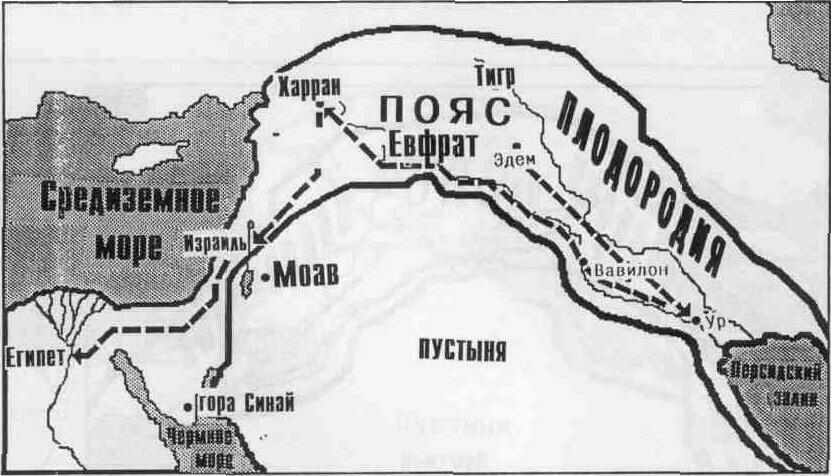 Харран
Тигр
ПОЯС
ПЛОДОРОДИЯ
Евфрат
Эдем
Средиземное
море
Израиль
Моав
Вавилон
Ур
Египет
ПУСТЫНЯ
Персидский
залив
гора Синай
Чермное
море